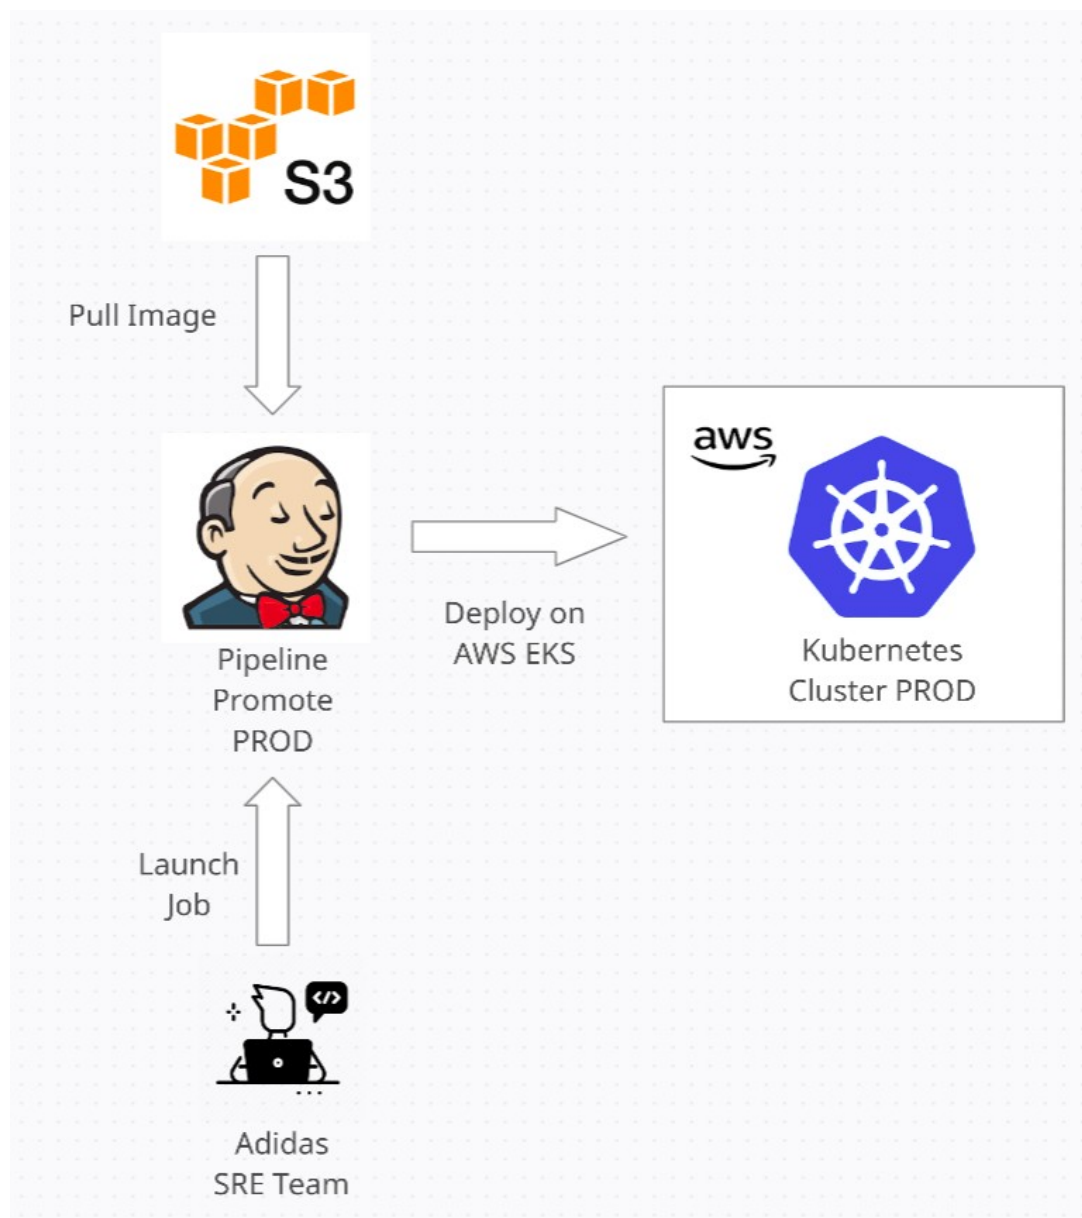 S3
Pull Image
aws
Deploy on
AWS EKS
Kubernetes
Cluster PROD
Pipeline
Promote
PROD
Launch
Job
</>
Adidas
SRE Team